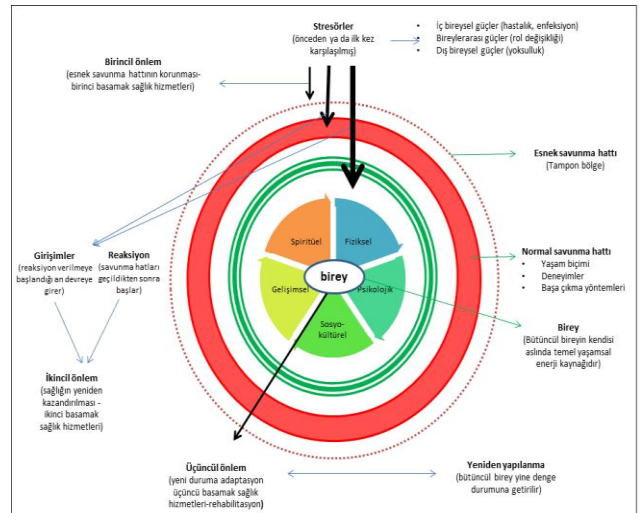 Stresörler
(önceden ya da ilk kez
karşılaşılmış)
• İç bireysel güçler (hastalık, enfeksiyon)
• Bireylerarası güçler (rol değişikliği)
• Dış bireysel güçler (yoksulluk)
Birincil önlem
(esnek savunma hattının korunması-
birinci basamak sağlık hizmetleri)
Esnek savunma hattı
(Tampon bölge)
Normal savunma hattı
• Yaşam biçimi
• Deneyimler
• Başa çıkma yöntemleri
Birey
(Bütüncül bireyin kendisi
aslında temel yaşamsal
enerji kaynağıdır)
Spiritüel
Fiziksel
birey
Gelişimsel
Psikolojik
Sosyo-
kültürel
Girişimler
(reaksiyon verilmeye
başlandığı an devreye
girer)
Reaksiyon
(savunma hatları
geçildikten sonra
başlar)
İkincil önlem
(sağlığın yeniden
kazandırılması -
ikinci basamak
sağlık hizmetleri)
Üçüncül önlem
(yeni duruma adaptasyon
üçüncü basamak sağlık
hizmetleri-rehabilitasyon)
Yeniden yapılanma
(bütüncül birey yine denge
durumuna getirilir)